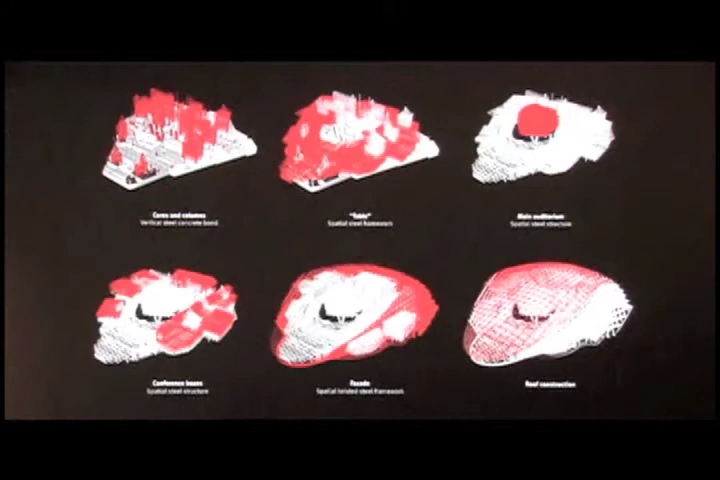 Cores and columns
Vertical steel concrete bond
"Table"
Spatial steel framework
Main auditorium
Spatial steel structure
Conference boxes
Spatial steel structure
Facade
Spatial twisted steel framework
Roof construction